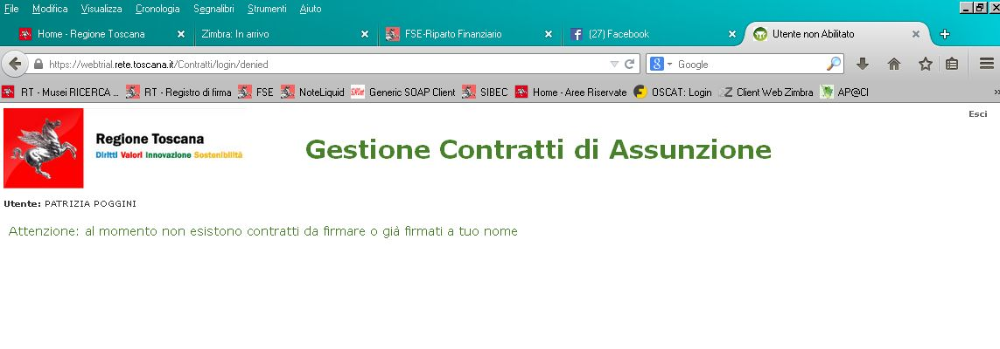 File Modifica Visualizza Cronologia Segnalibri Strumenti Aiuto
Home - Regione Toscana Zimbra: In arrivo FSE-Riparto Finanziario (27) Facebook Utente non Abilitato
https://webtrial.rete.toscana.it/Contratti/login/denied Google
RT - Musei RICERCA ... RT - Registro di firma FSE NoteLiquid Generic SOAP Client SIBEC Home - Aree Riservate OSCAT: Login Client Web Zimbra AP@CI
Esci
Regione Toscana
Diritti Valori Innovazione Sostenibilità
Gestione Contratti di Assunzione
Utente: PATRIZIA POGGINI
Attenzione: al momento non esistono contratti da firmare o già firmati a tuo nome